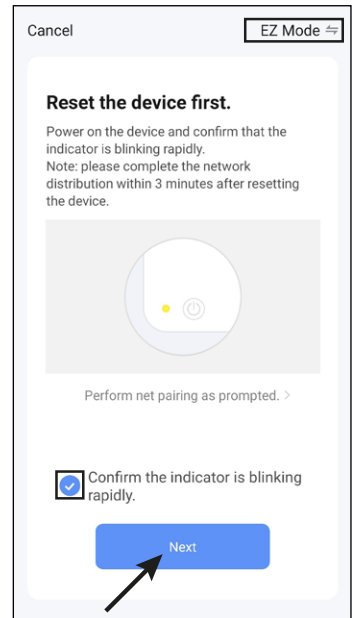 Cancel
EZ Mode ⇋
Reset the device first.
Power on the device and confirm that the
indicator is blinking rapidly.
Note: please complete the network
distribution within 3 minutes after resetting
the device.
Perform net pairing as prompted. >
Confirm the indicator is blinking
rapidly.
Next